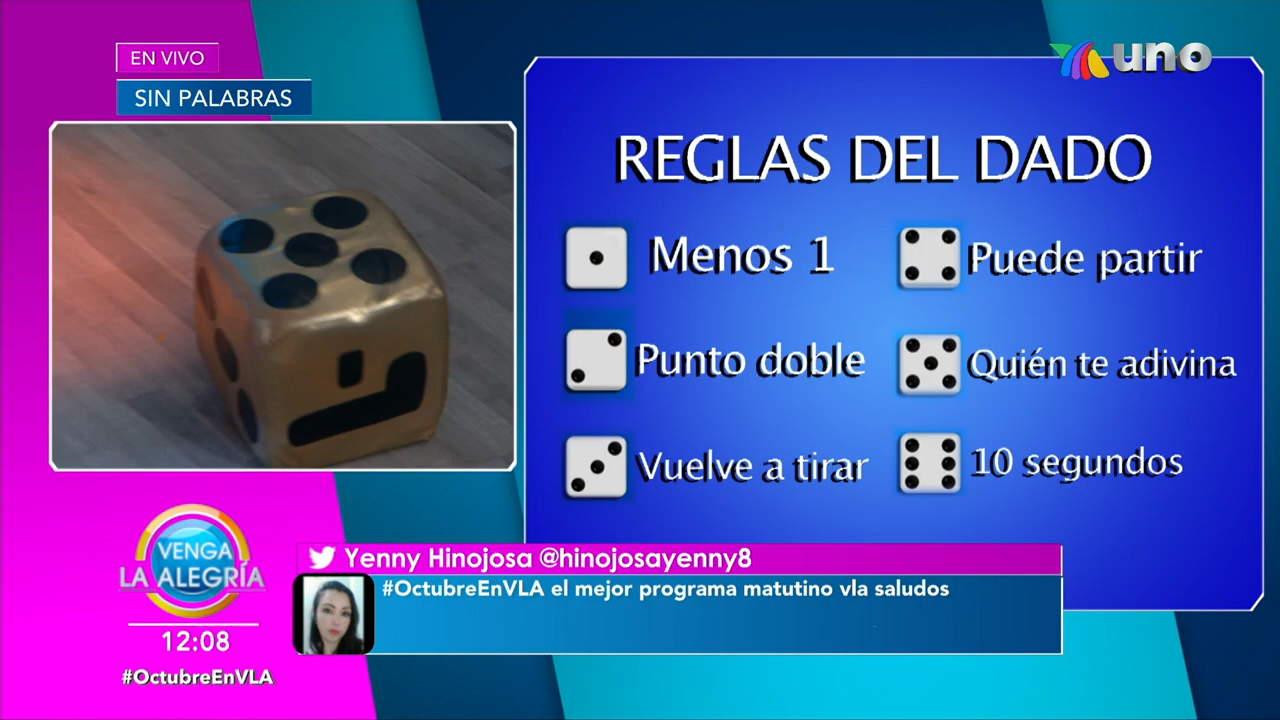 EN VIVO
SIN PALABRAS
uno
REGLAS DEL DADO
Menos 1
Puede partir
Punto doble
Quién te adivina
Vuelve a tirar
10 segundos
Yenny Hinojosa @hinojosayenny8
#OctubreEnVLA el mejor programa matutino vla saludos
VENGA
LA ALEGRÍA
12:08
#OctubreEnVLA